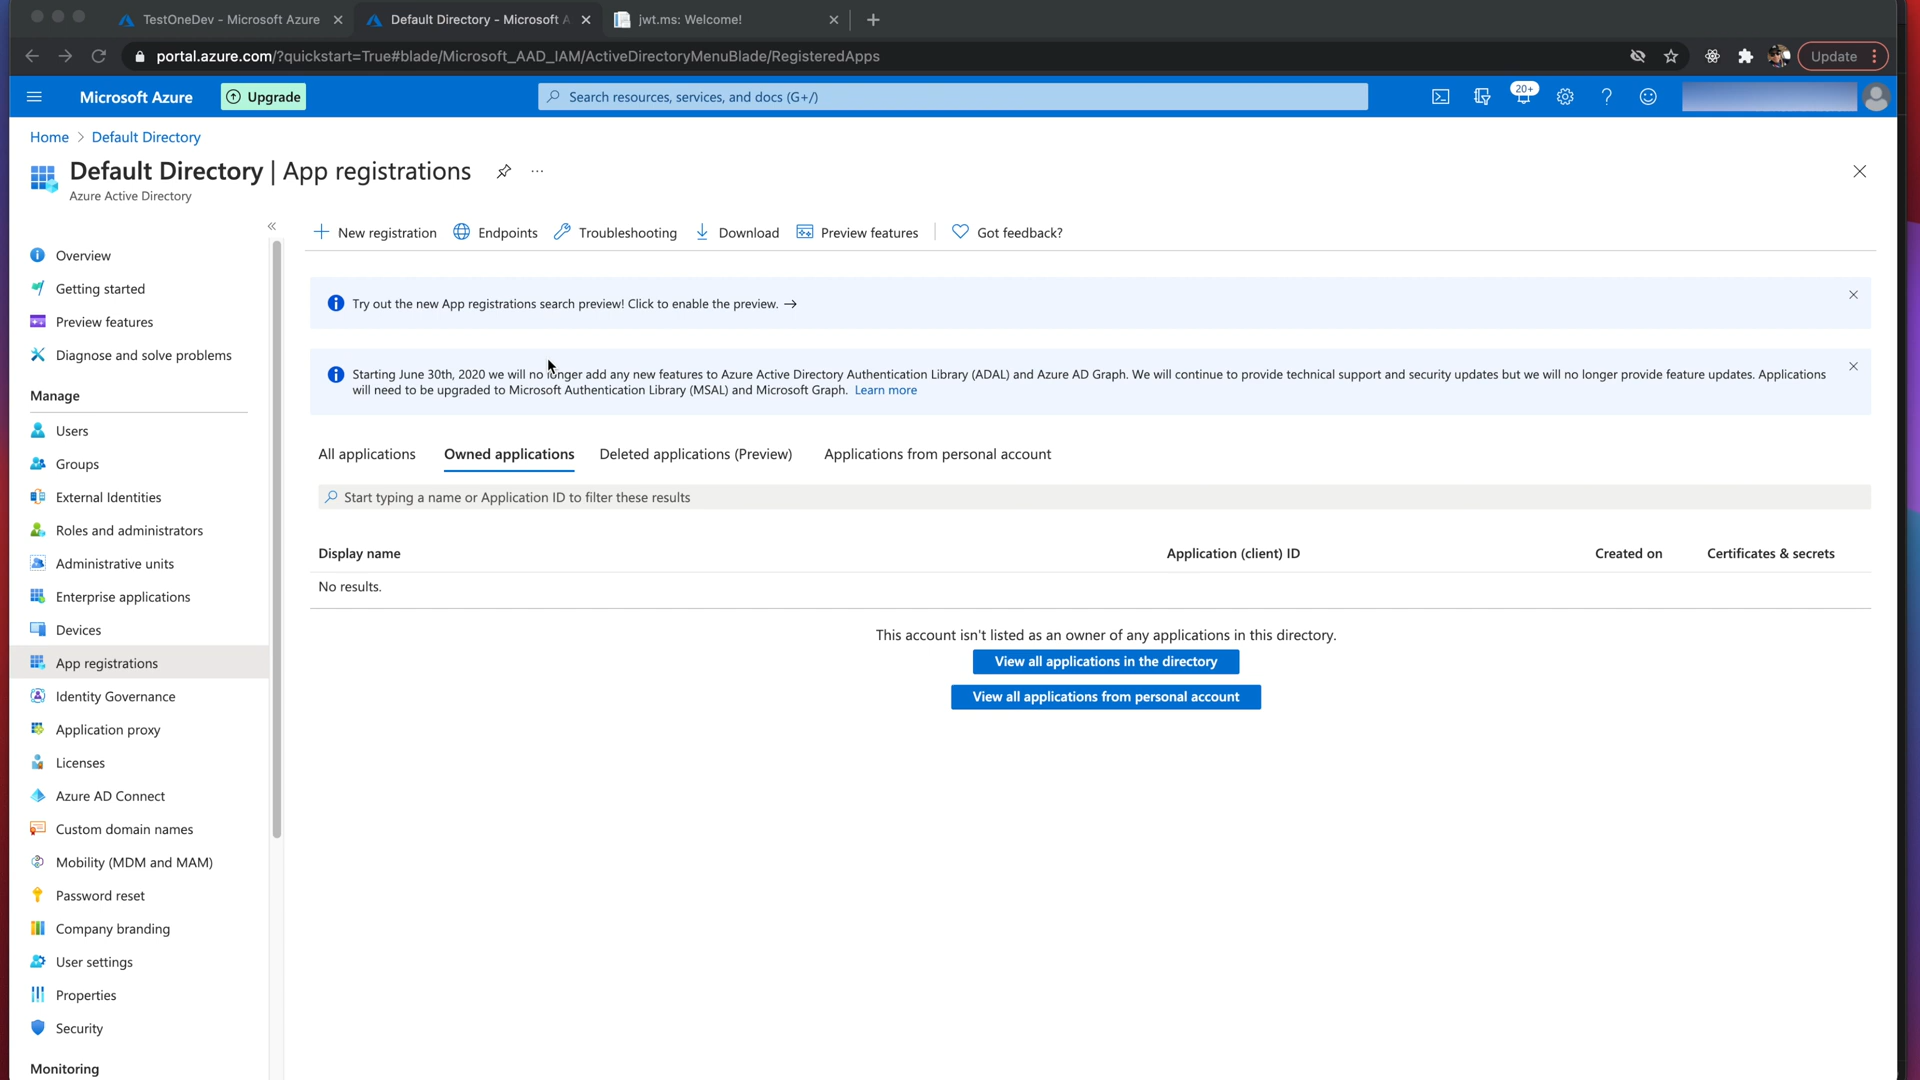 TestOneDev - Microsoft Azure
Default Directory - Microsoft A
jwt.ms: Welcome!
portal.azure.com/?quickstart=True#blade/Microsoft_AAD_IAM/ActiveDirectoryMenuBlade/RegisteredApps
Update
Microsoft Azure
Upgrade
Search resources, services, and docs (G+/)
20+
Home > Default Directory
Default Directory | App registrations
Azure Active Directory
New registration
Endpoints
Troubleshooting
Download
Preview features
Got feedback?
Overview
Getting started
Preview features
Diagnose and solve problems
Manage
Users
Groups
External Identities
Roles and administrators
Administrative units
Enterprise applications
Devices
App registrations
Identity Governance
Application proxy
Licenses
Azure AD Connect
Custom domain names
Mobility (MDM and MAM)
Password reset
Company branding
User settings
Properties
Security
Monitoring
Try out the new App registrations search preview! Click to enable the preview. →
Starting June 30th, 2020 we will no longer add any new features to Azure Active Directory Authentication Library (ADAL) and Azure AD Graph. We will continue to provide technical support and security updates but we will no longer provide feature updates. Applications
will need to be upgraded to Microsoft Authentication Library (MSAL) and Microsoft Graph. Learn more
All applications
Owned applications
Deleted applications (Preview)
Applications from personal account
Start typing a name or Application ID to filter these results
Display name
Application (client) ID
Created on
Certificates & secrets
No results.
This account isn't listed as an owner of any applications in this directory.
View all applications in the directory
View all applications from personal account